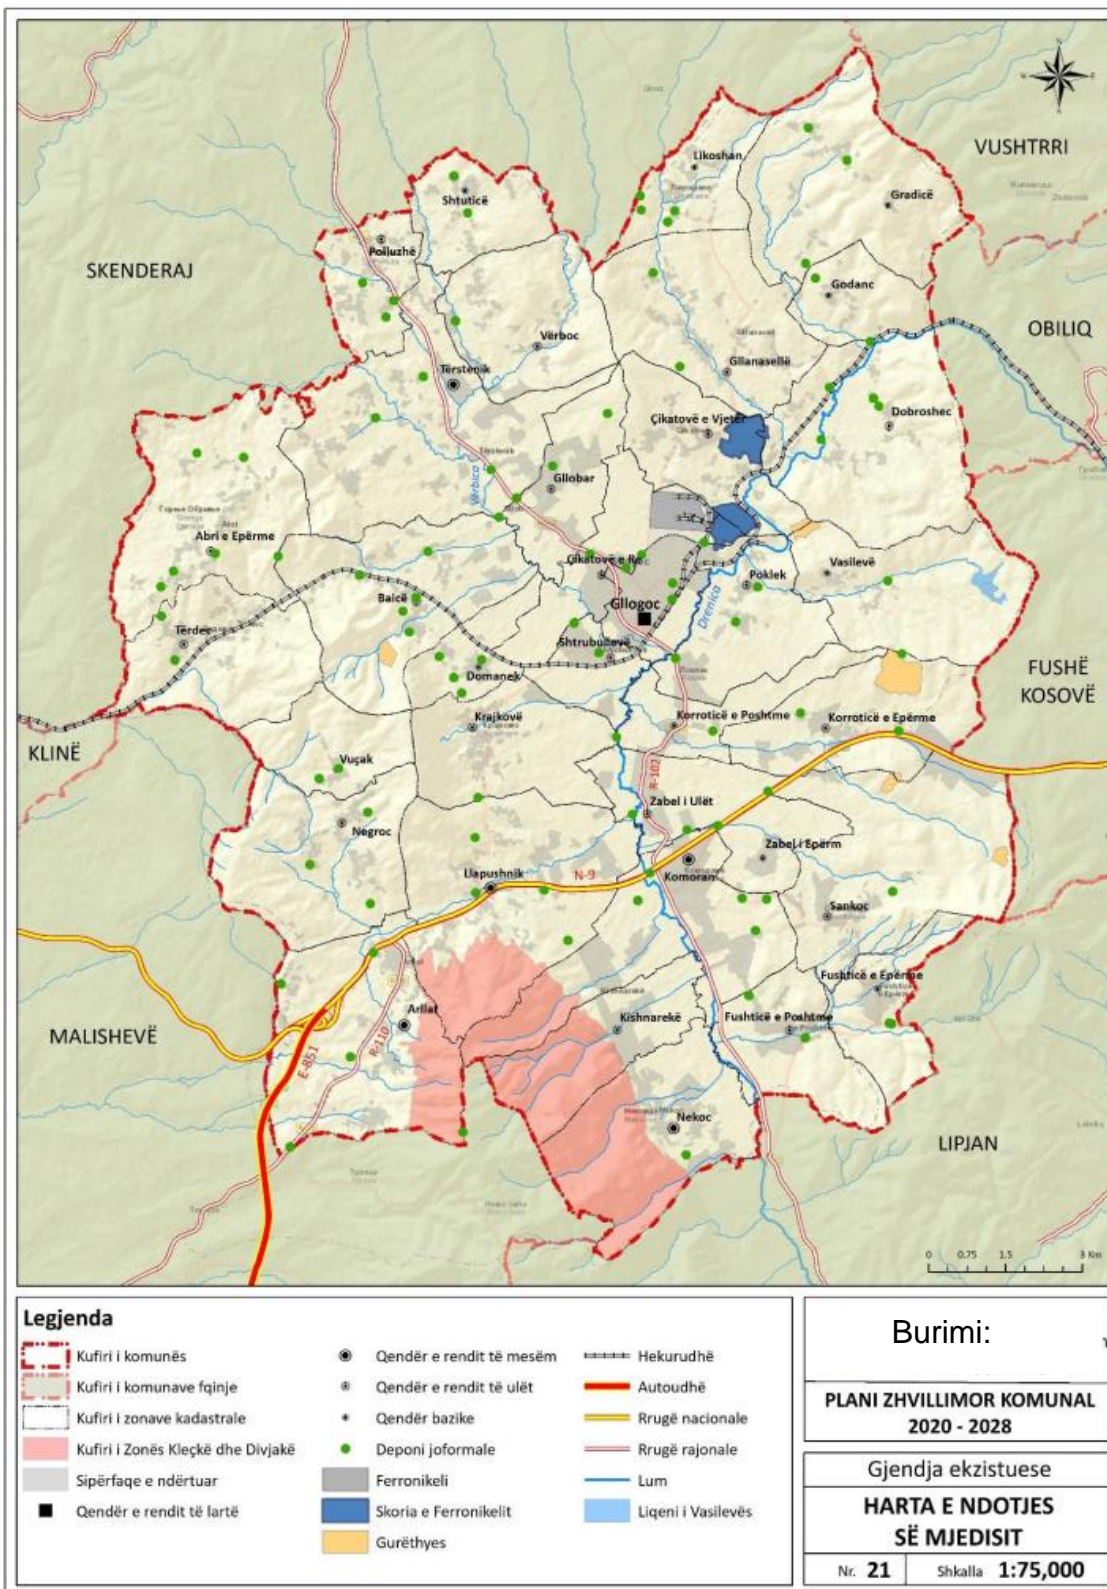 VUSHTRRI
Likoshan
Gradicë
Shtuticë
Polluzhë
SKENDERAJ
Godanc
OBILIQ
Vërboc
Gllanasellë
Tërstenik
Çikatovë e Vjetër
Dobroshec
Vërbica
Gllobar
Abri e Epërme
Çikatovë e Re
Vasilevë
Poklek
Baicë
Gllogoc
Drenica
Tërdec
Shtrubullovë
Domanek
FUSHË
KOSOVË
Krajkovë
Korroticë e Poshtme
Korroticë e Epërme
KLINË
Vuçak
R-102
Zabel i Ulët
Negroc
Zabel i Epërm
Komoran
Llapushnik
N-9
Sankoc
Fushticë e Epërme
Arllat
Kishnarekë
Fushticë e Poshtme
MALISHEVË
R-110
E-851
Nekoc
LIPJAN
0 0.75 1.5 3 Km
Legjenda
Kufiri i komunës
Kufiri i komunave fqinje
Kufiri i zonave kadastrale
Kufiri i Zonës Kleçkë dhe Divjakë
Sipërfaqe e ndërtuar
Qendër e rendit të lartë
Qendër e rendit të mesëm
Qendër e rendit të ulët
Qendër bazike
Deponi joformale
Ferronikeli
Skoria e Ferronikelit
Gurëthyes
Hekurudhë
Autoudhë
Rrugë nacionale
Rrugë rajonale
Lum
Liqeni i Vasilevës
Burimi:
PLANI ZHVILLIMOR KOMUNAL
2020 - 2028
Gjendja ekzistuese
HARTA E NDOTJES
SË MJEDISIT
Nr. 21 Shkalla 1:75,000